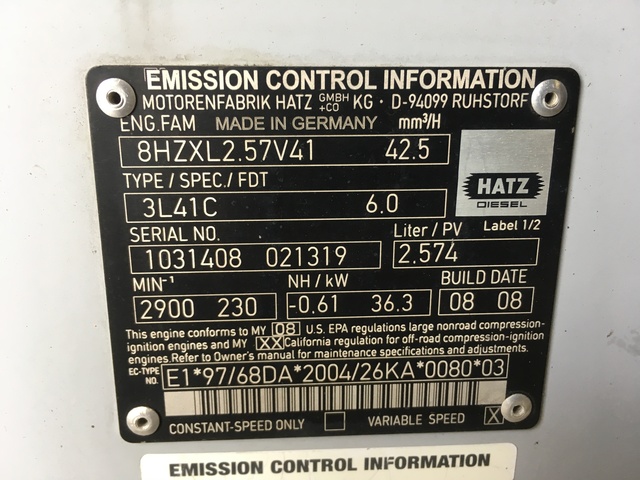 EMISSION CONTROL INFORMATION
MOTORENFABRIK HATZ GMBH +CO KG · D-94099 RUHSTORF
ENG.FAM MADE IN GERMANY mm³/H
8HZXL2.57V41 42.5
HATZ
DIESEL
TYPE / SPEC./ FDT
3L41C 6.0
SERIAL NO. Liter / PV Label 1/2
1031408 021319 2.574
MIN⁻¹ NH / kW BUILD DATE
2900 230 -0.61 36.3 08 08
This engine conforms to MY 08 U.S. EPA regulations large nonroad compression-
ignition engines and MY XX California regulation for off-road compression-ignition
engines.Refer to Owner's manual for maintenance specifications and adjustments
EC-TYPE NO. E1*97/68DA*2004/26KA*0080*03
CONSTANT-SPEED ONLY VARIABLE SPEED X
EMISSION CONTROL INFORMATION